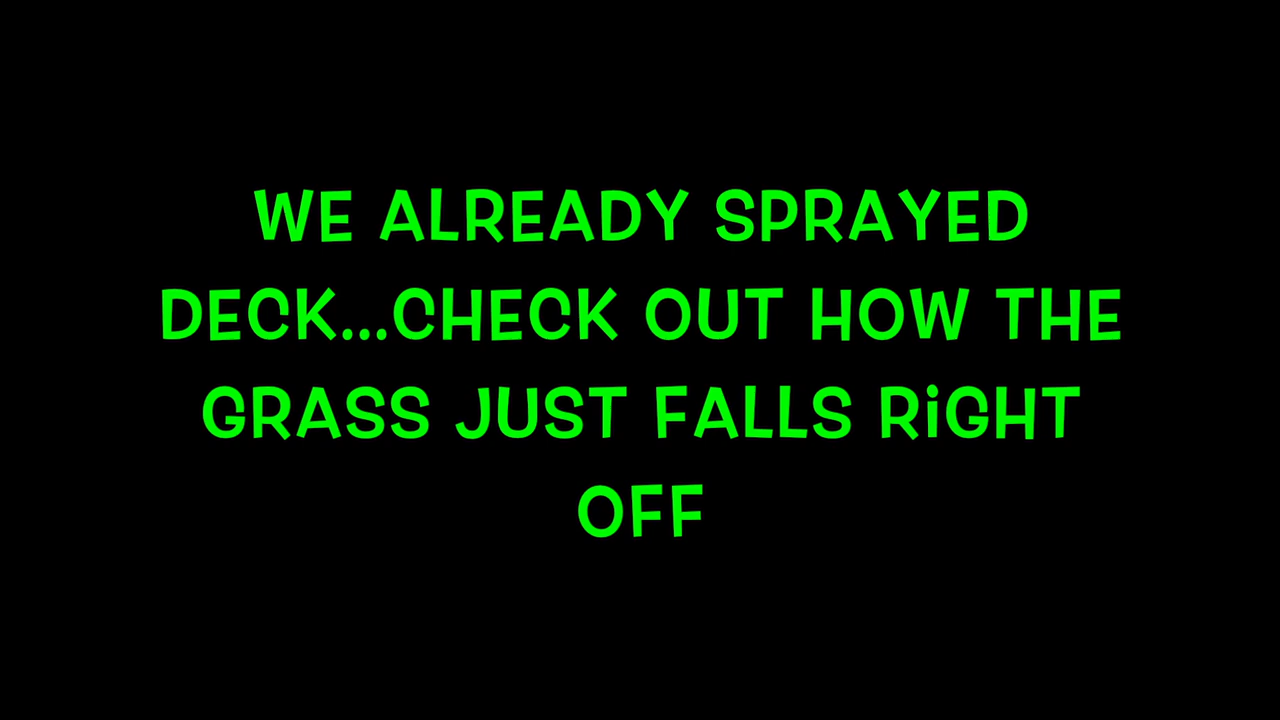 WE ALREADY SPRAYED
DECK...CHECK OUT HOW THE
GRASS JUST FALLS RiGHT
OFF